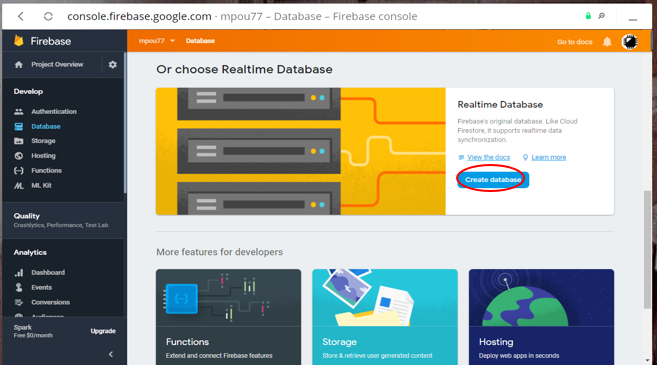 console.firebase.google.com - mpou77 – Database – Firebase console
Firebase
mpou77
Database
Go to docs
Project Overview
Develop
Authentication
Database
Storage
Hosting
Functions
ML Kit
Quality
Crashlytics, Performance, Test Lab
Analytics
Dashboard
Events
Conversions
Audiences
Spark
Free $0/month
Upgrade
Or choose Realtime Database
Realtime Database
Firebase's original database. Like Cloud
Firestore, it supports realtime data
synchronization.
View the docs
Learn more
Create database
More features for developers
Functions
Extend and connect Firebase features
Storage
Store & retrieve user generated content
Hosting
Deploy web apps in seconds